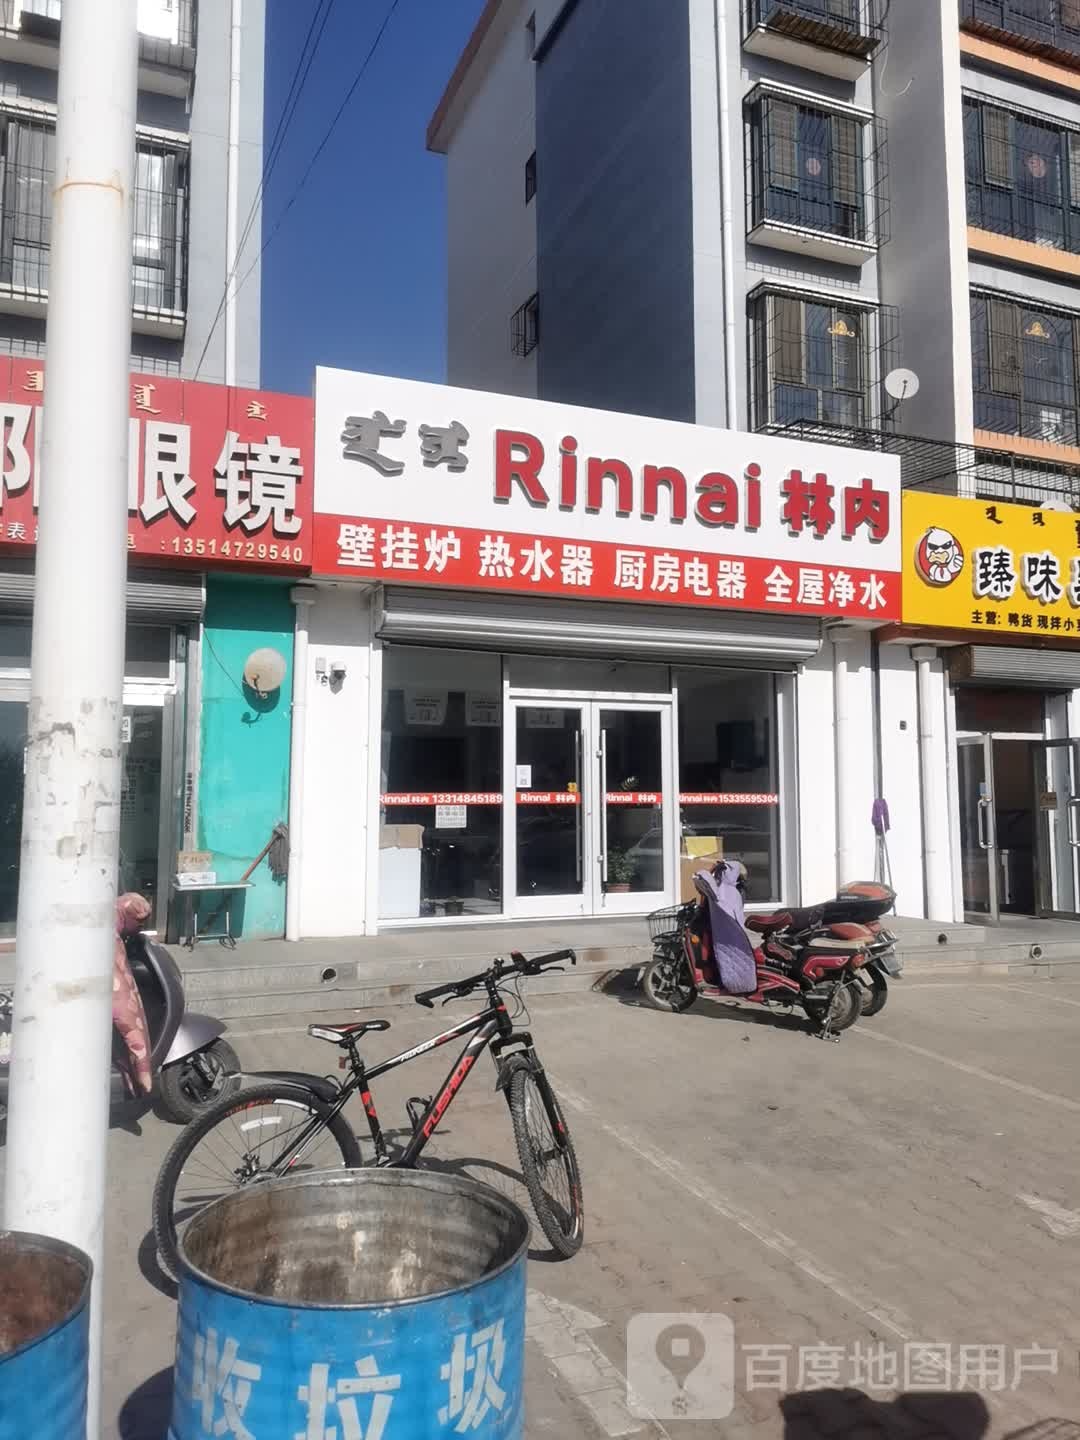 眼镜
:13514729540
Rinnai 林内
壁挂炉 热水器 厨房电器 全屋净水
臻味
主营: 鸭货 现拌小
Rinnai 林内 13314845189
Rinnai 林内
Rinnai 林内
Rinnai 林内 15335595304
FUSHIDA
收垃圾
百度地图用户